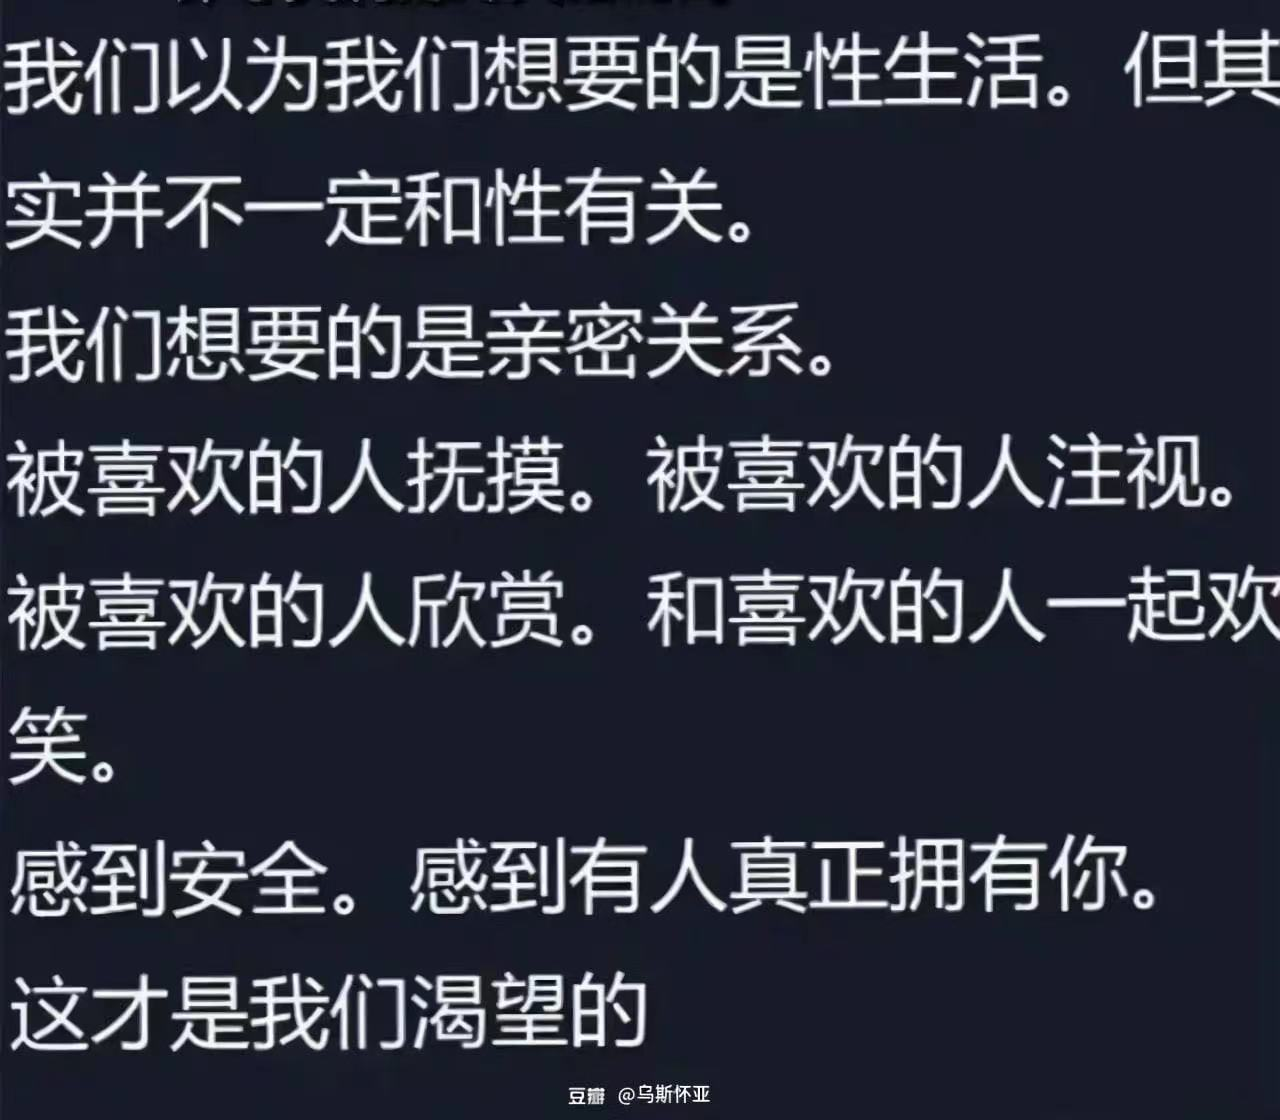 我们以为我们想要的是性生活。但其
实并不一定和性有关。
我们想要的是亲密关系。
被喜欢的人抚摸。被喜欢的人注视。
被喜欢的人欣赏。和喜欢的人一起欢
笑。
感到安全。感到有人真正拥有你。
这才是我们渴望的
豆瓣 @乌斯怀亚